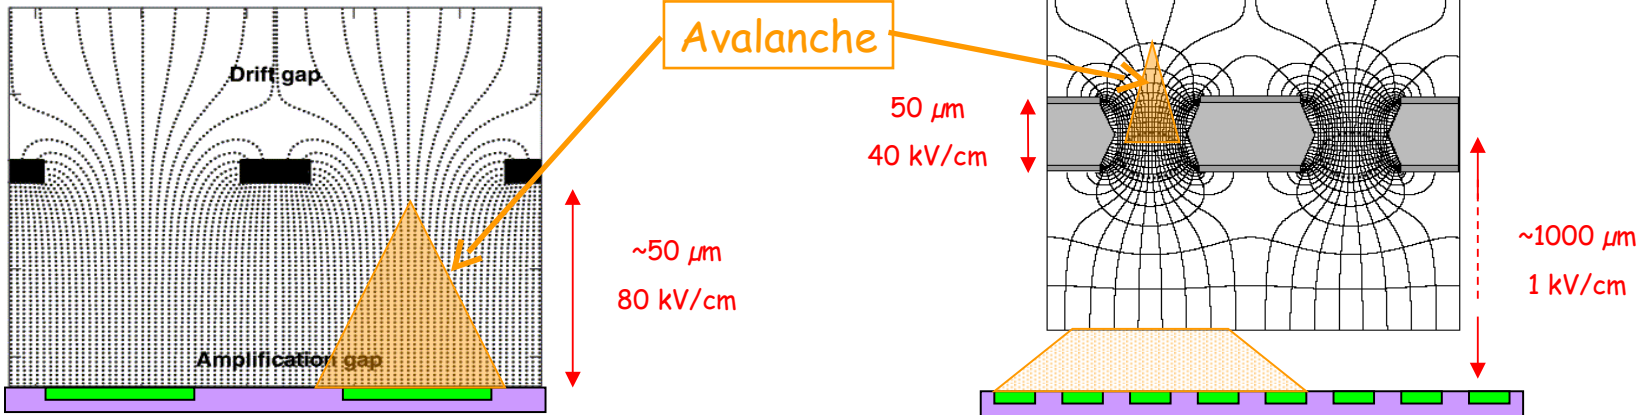 Avalanche
Drift gap
50 µm
40 kV/cm
~50 µm
80 kV/cm
~1000 µm
1 kV/cm
Amplification gap